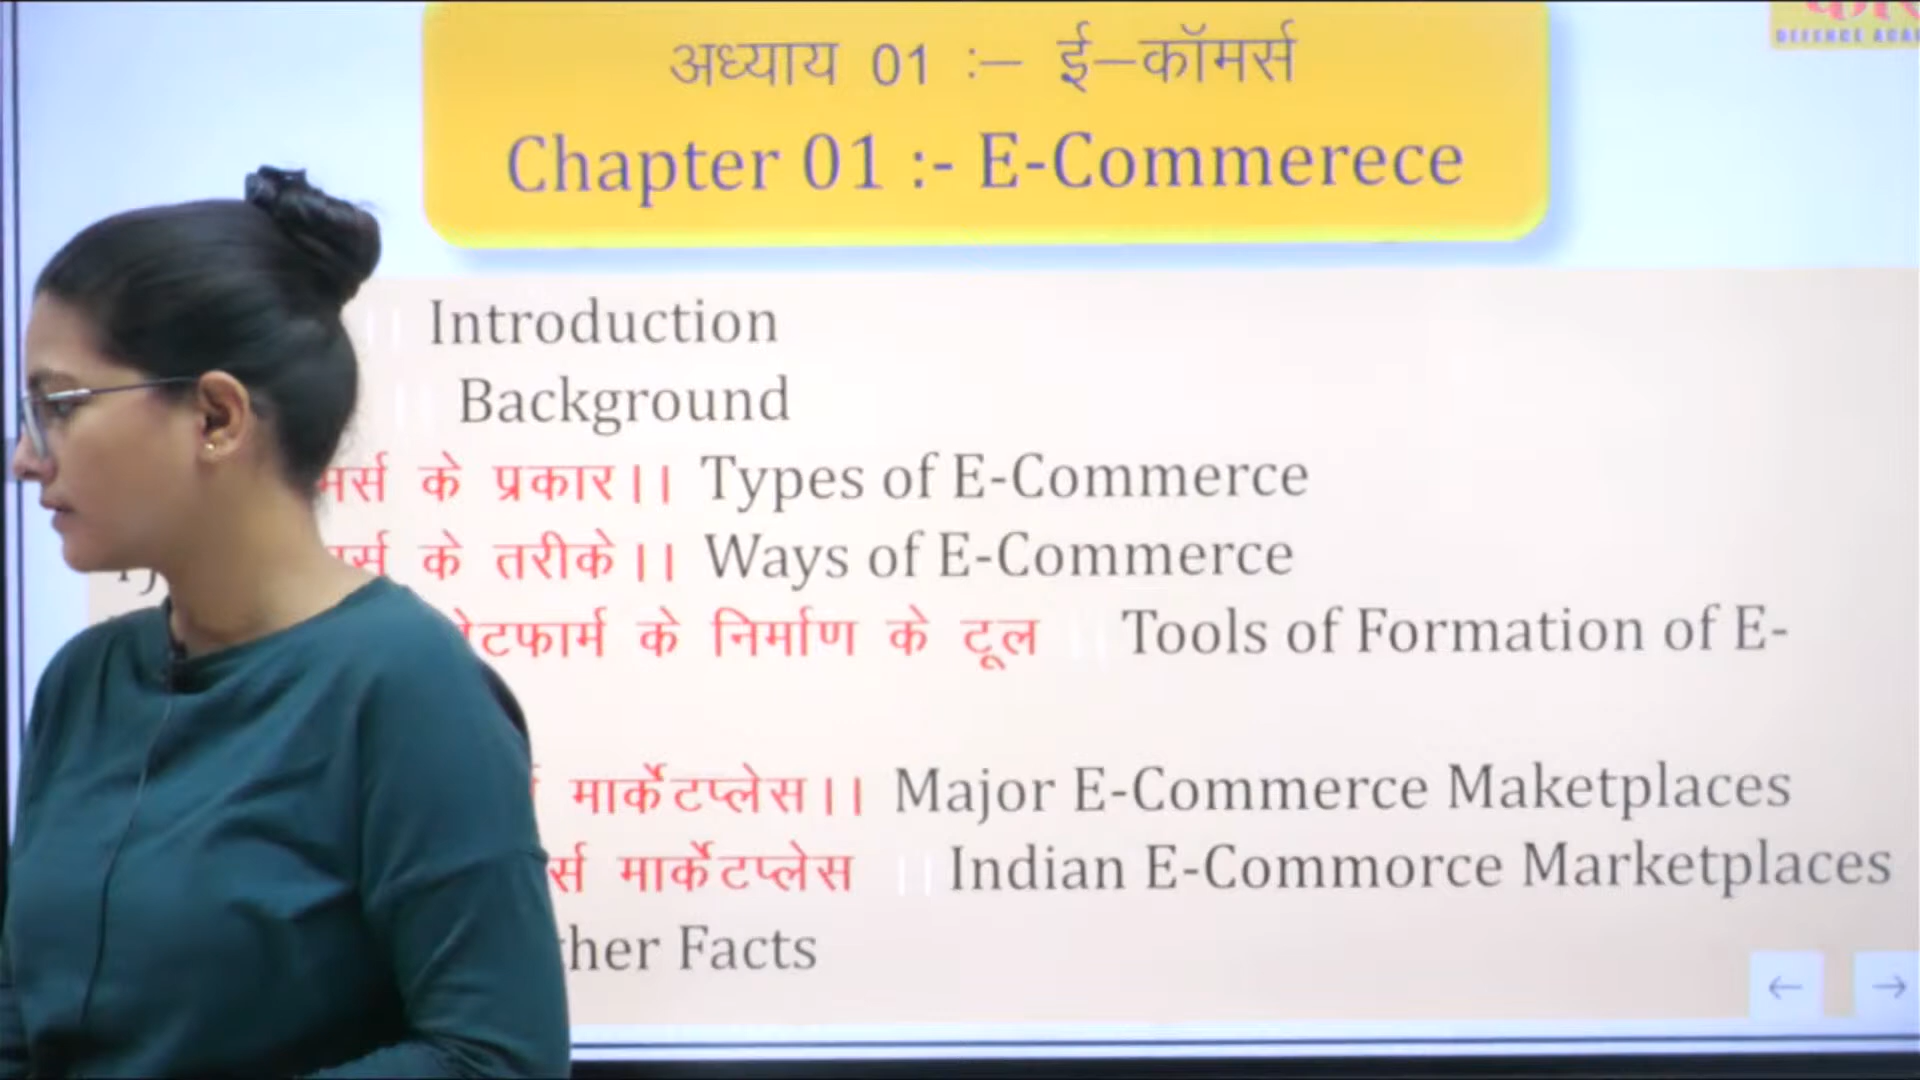 अध्याय 01 :– ई–कॉमर्स
Chapter 01 :- E-Commerece
DEFENCE
Introduction
Background
के प्रकार।। Types of E-Commerce
के तरीके।। Ways of E-Commerce
के निर्माण के टूल || Tools of Formation of E-
मार्केटप्लेस।। Major E-Commerce Maketplaces
मार्केटप्लेस || Indian E-Commorce Marketplaces
Facts
← →